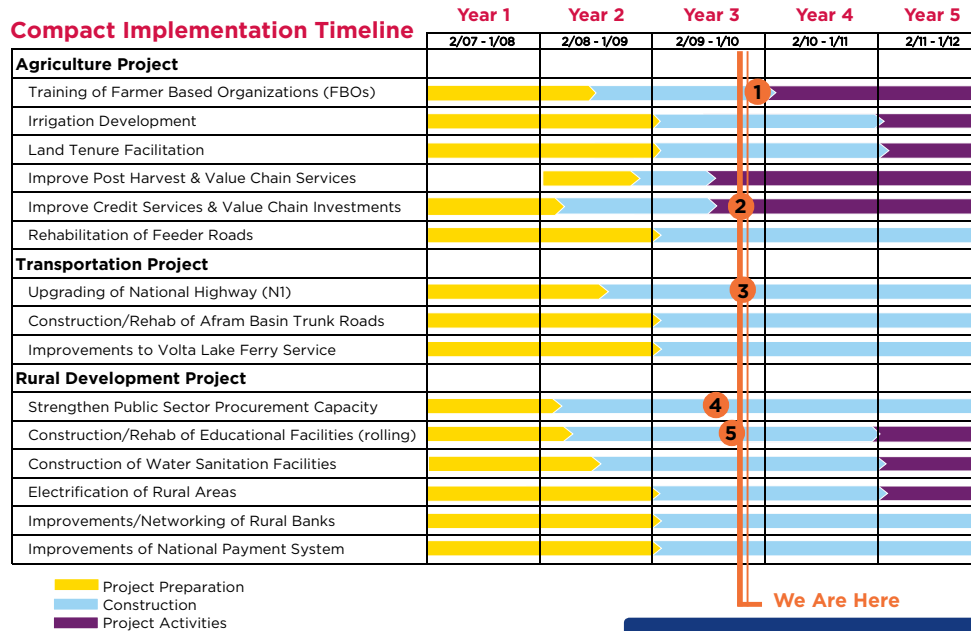 Compact Implementation Timeline
Year 1 Year 2 Year 3 Year 4 Year 5
2/07 - 1/08 2/08 - 1/09 2/09 - 1/10 2/10 - 1/11 2/11 - 1/12
Agriculture Project
Training of Farmer Based Organizations (FBOs) 1
Irrigation Development
Land Tenure Facilitation
Improve Post Harvest & Value Chain Services
Improve Credit Services & Value Chain Investments 2
Rehabilitation of Feeder Roads
Transportation Project
Upgrading of National Highway (N1) 3
Construction/Rehab of Afram Basin Trunk Roads
Improvements to Volta Lake Ferry Service
Rural Development Project
Strengthen Public Sector Procurement Capacity 4
Construction/Rehab of Educational Facilities (rolling) 5
Construction of Water Sanitation Facilities
Electrification of Rural Areas
Improvements/Networking of Rural Banks
Improvements of National Payment System
Project Preparation
Construction
Project Activities
We Are Here